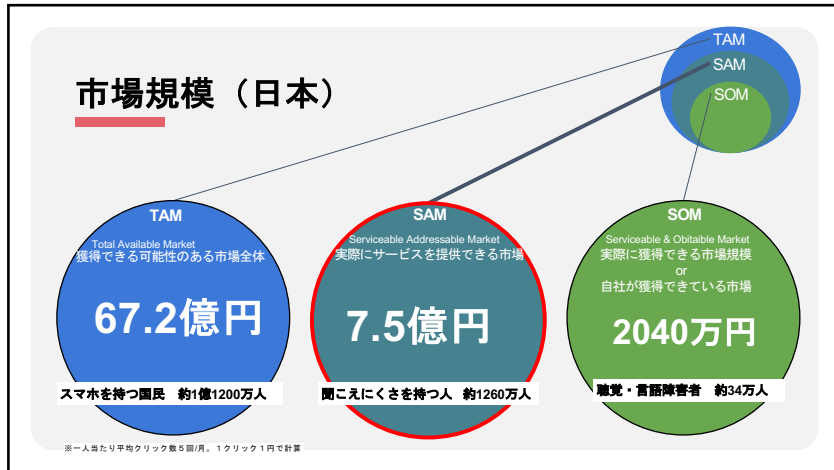 市場規模（日本）
TAM
SAM
SOM
TAM
Total Available Market
獲得できる可能性のある市場全体
67.2億円
スマホを持つ国民　約1億1200万人
SAM
Serviceable Addressable Market
実際にサービスを提供できる市場
7.5億円
聞こえにくさを持つ人　約1260万人
SOM
Serviceable & Obitaible Market
実際に獲得できる市場規模
or
自社が獲得できている市場
2040万円
聴覚・言語障害者　約34万人
※一人当たり平均クリック数５回/月。１クリック１円で計算